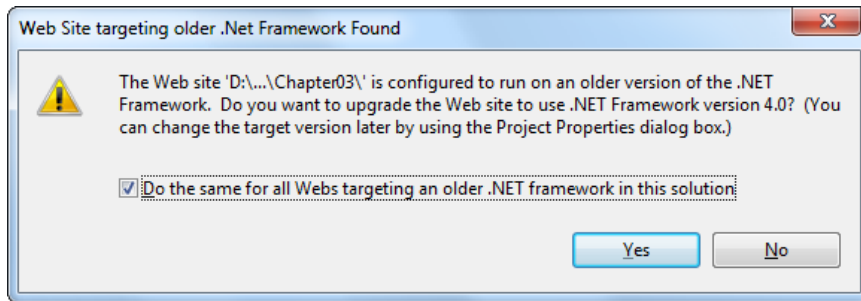 Web Site targeting older .Net Framework Found
The Web site 'D:\...\Chapter03\' is configured to run on an older version of the .NET
Framework. Do you want to upgrade the Web site to use .NET Framework version 4.0? (You
can change the target version later by using the Project Properties dialog box.)
Do the same for all Webs targeting an older .NET framework in this solution
Yes No